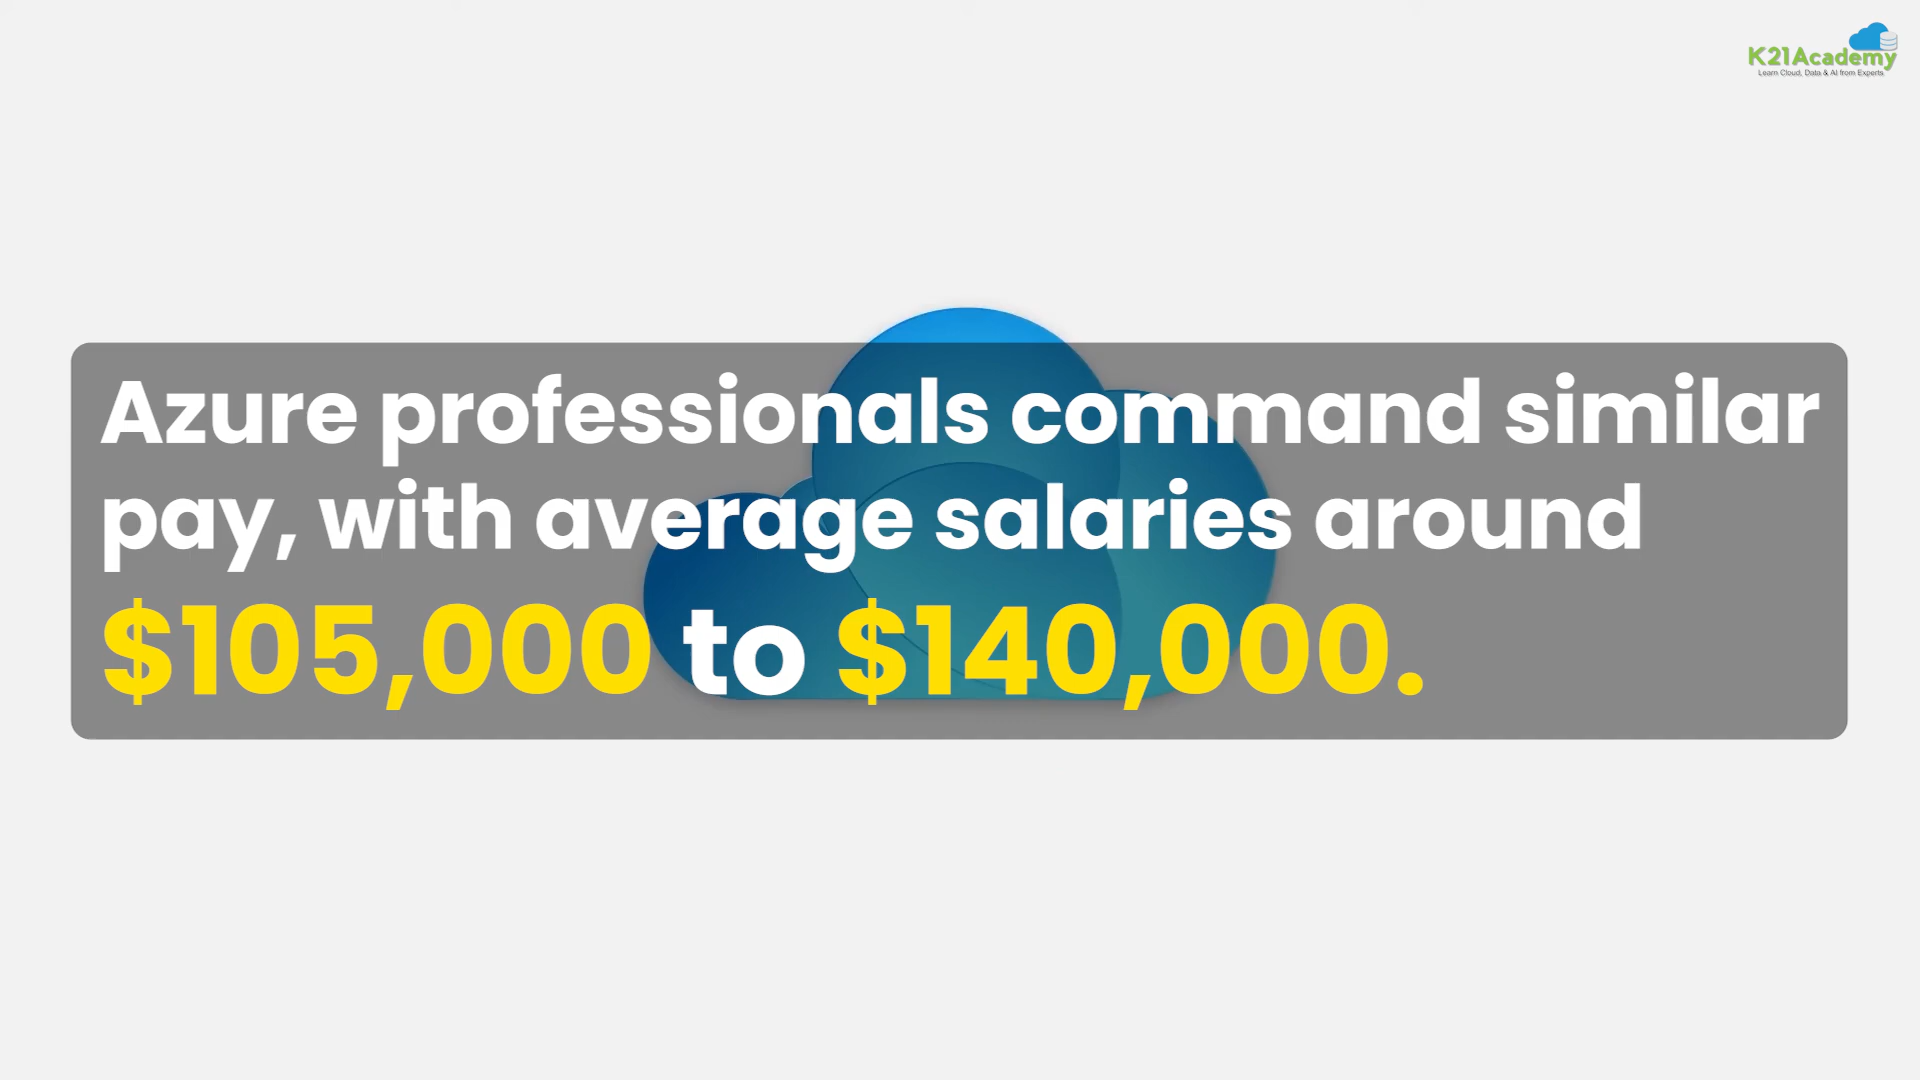 K21Academy
Learn Cloud, Data & AI from Experts
Azure professionals command similar
pay, with average salaries around
$105,000 to $140,000.